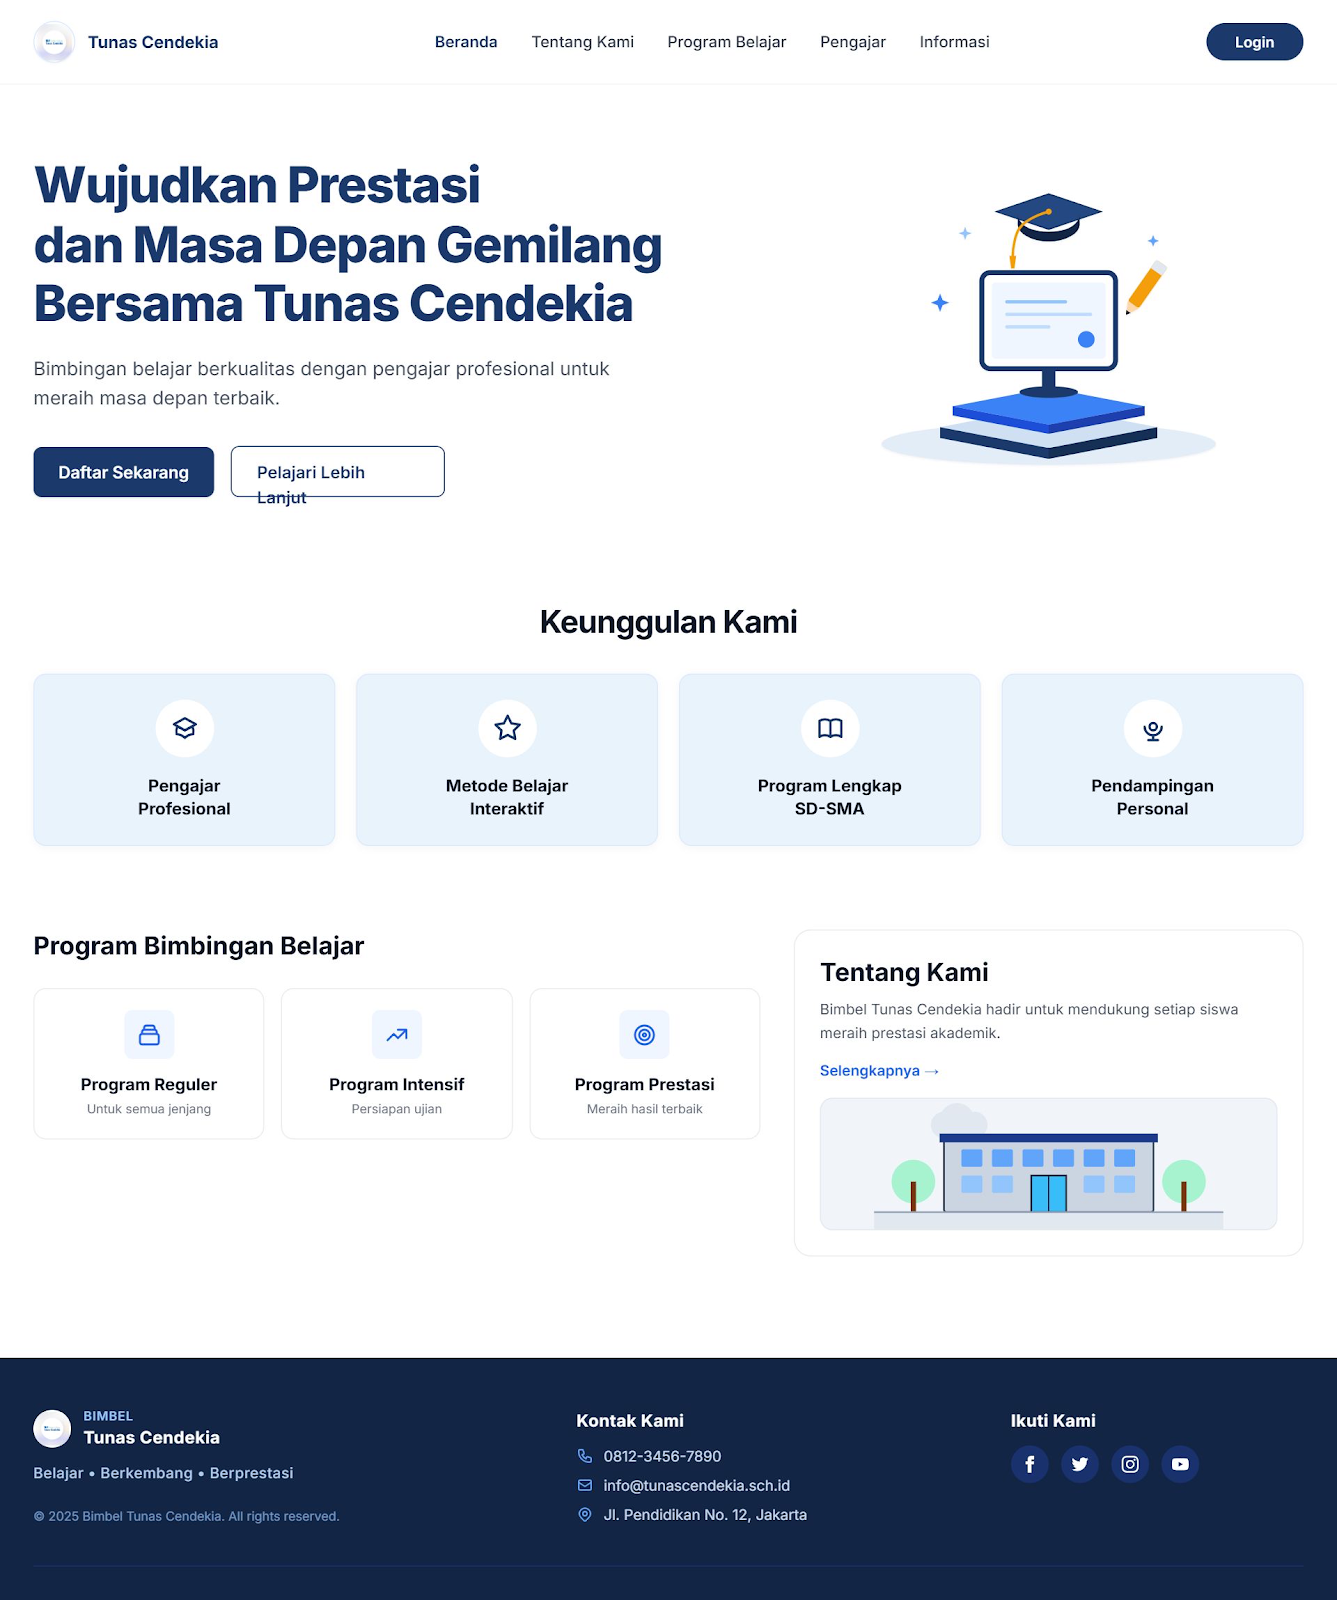 Tunas Cendekia
Beranda
Tentang Kami
Program Belajar
Pengajar
Informasi
Login
Wujudkan Prestasi
dan Masa Depan Gemilang
Bersama Tunas Cendekia
Bimbingan belajar berkualitas dengan pengajar profesional untuk
meraih masa depan terbaik.
Daftar Sekarang
Pelajari Lebih
Lanjut
Keunggulan Kami
Pengajar
Profesional
Metode Belajar
Interaktif
Program Lengkap
SD-SMA
Pendampingan
Personal
Program Bimbingan Belajar
Program Reguler
Untuk semua jenjang
Program Intensif
Persiapan ujian
Program Prestasi
Meraih hasil terbaik
Tentang Kami
Bimbel Tunas Cendekia hadir untuk mendukung setiap siswa
meraih prestasi akademik.
Selengkapnya →
BIMBEL
Tunas Cendekia
Belajar • Berkembang • Berprestasi
© 2025 Bimbel Tunas Cendekia. All rights reserved.
Kontak Kami
0812-3456-7890
info@tunascendekia.sch.id
Jl. Pendidikan No. 12, Jakarta
Ikuti Kami